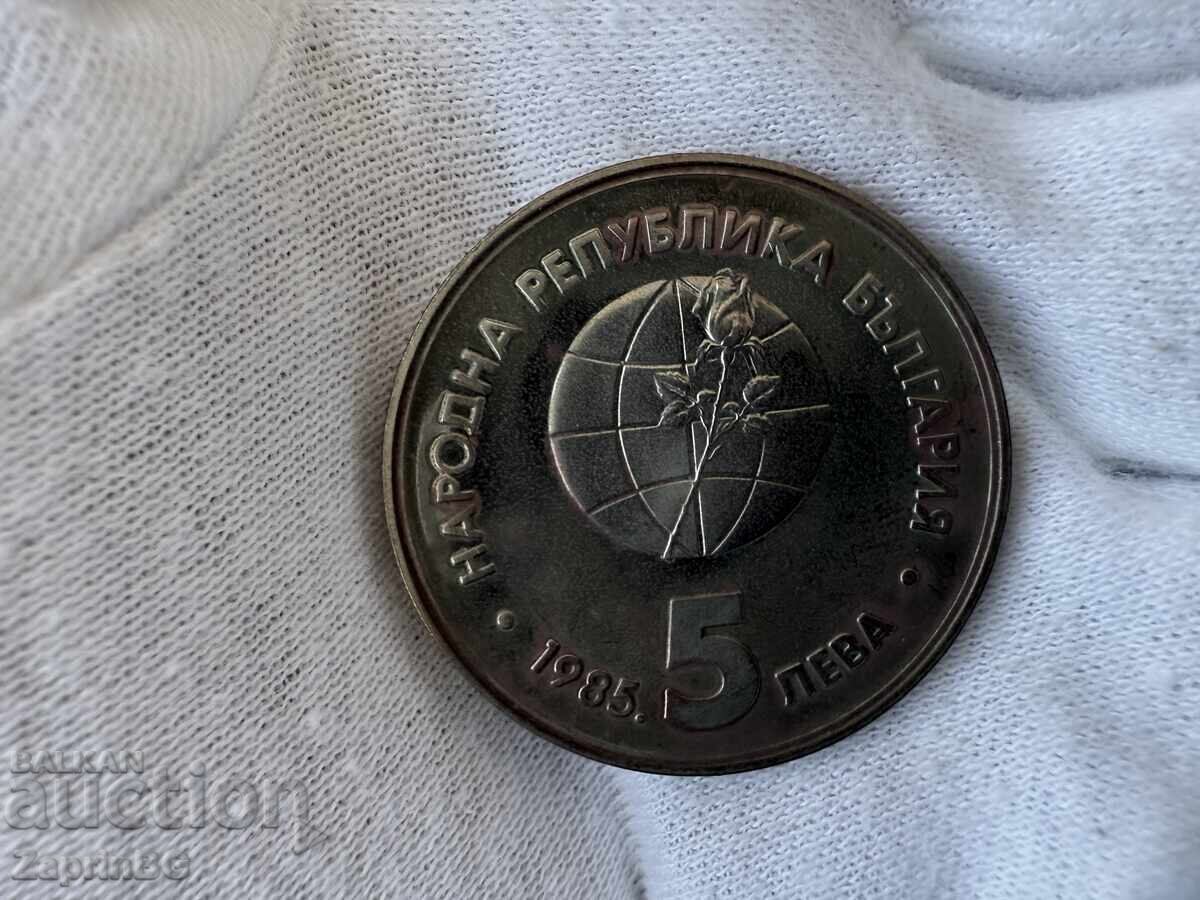 НАРОДНА РЕПУБЛИКА БЪЛГАРИЯ
• 1985. 5 ЛЕВА •
BALKAN
auction
ZaprinBG